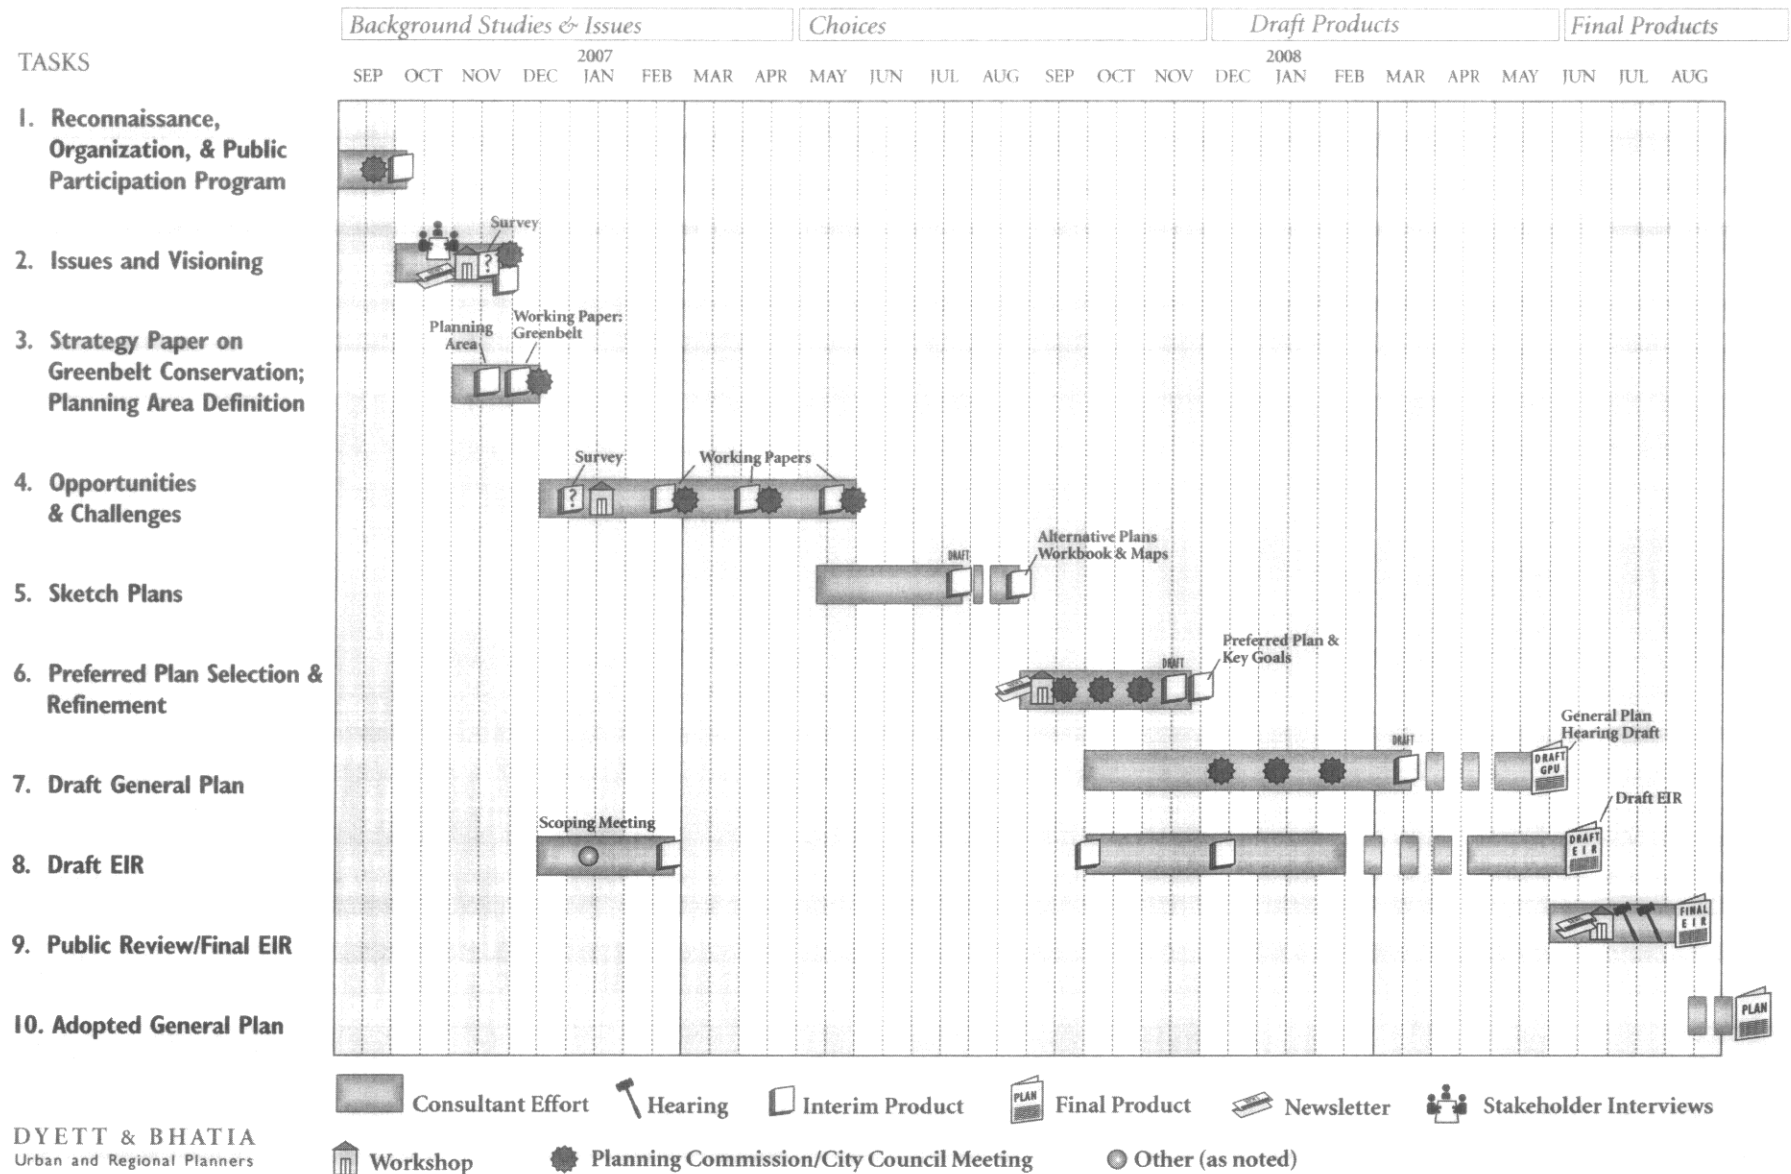 Background Studies & Issues
Choices
Draft Products
Final Products
TASKS
2007
2008
SEP OCT NOV DEC JAN FEB MAR APR MAY JUN JUL AUG SEP OCT NOV DEC JAN FEB MAR APR MAY JUN JUL AUG
1. Reconnaissance,
Organization, & Public
Participation Program
Survey
2. Issues and Visioning
?
3. Strategy Paper on
Greenbelt Conservation;
Planning Area Definition
Planning
Area
Working Paper:
Greenbelt
4. Opportunities
& Challenges
Survey
Working Papers
?
5. Sketch Plans
DRAFT
Alternative Plans
Workbook & Maps
6. Preferred Plan Selection &
Refinement
DRAFT
Preferred Plan &
Key Goals
7. Draft General Plan
DRAFT
General Plan
Hearing Draft
DRAFT
GPU
8. Draft EIR
Scoping Meeting
Draft EIR
DRAFT
EIR
9. Public Review/Final EIR
FINAL
EIR
10. Adopted General Plan
PLAN
Consultant Effort
Hearing
Interim Product
PLAN
Final Product
Newsletter
Stakeholder Interviews
Workshop
Planning Commission/City Council Meeting
Other (as noted)
DYETT & BHATIA
Urban and Regional Planners